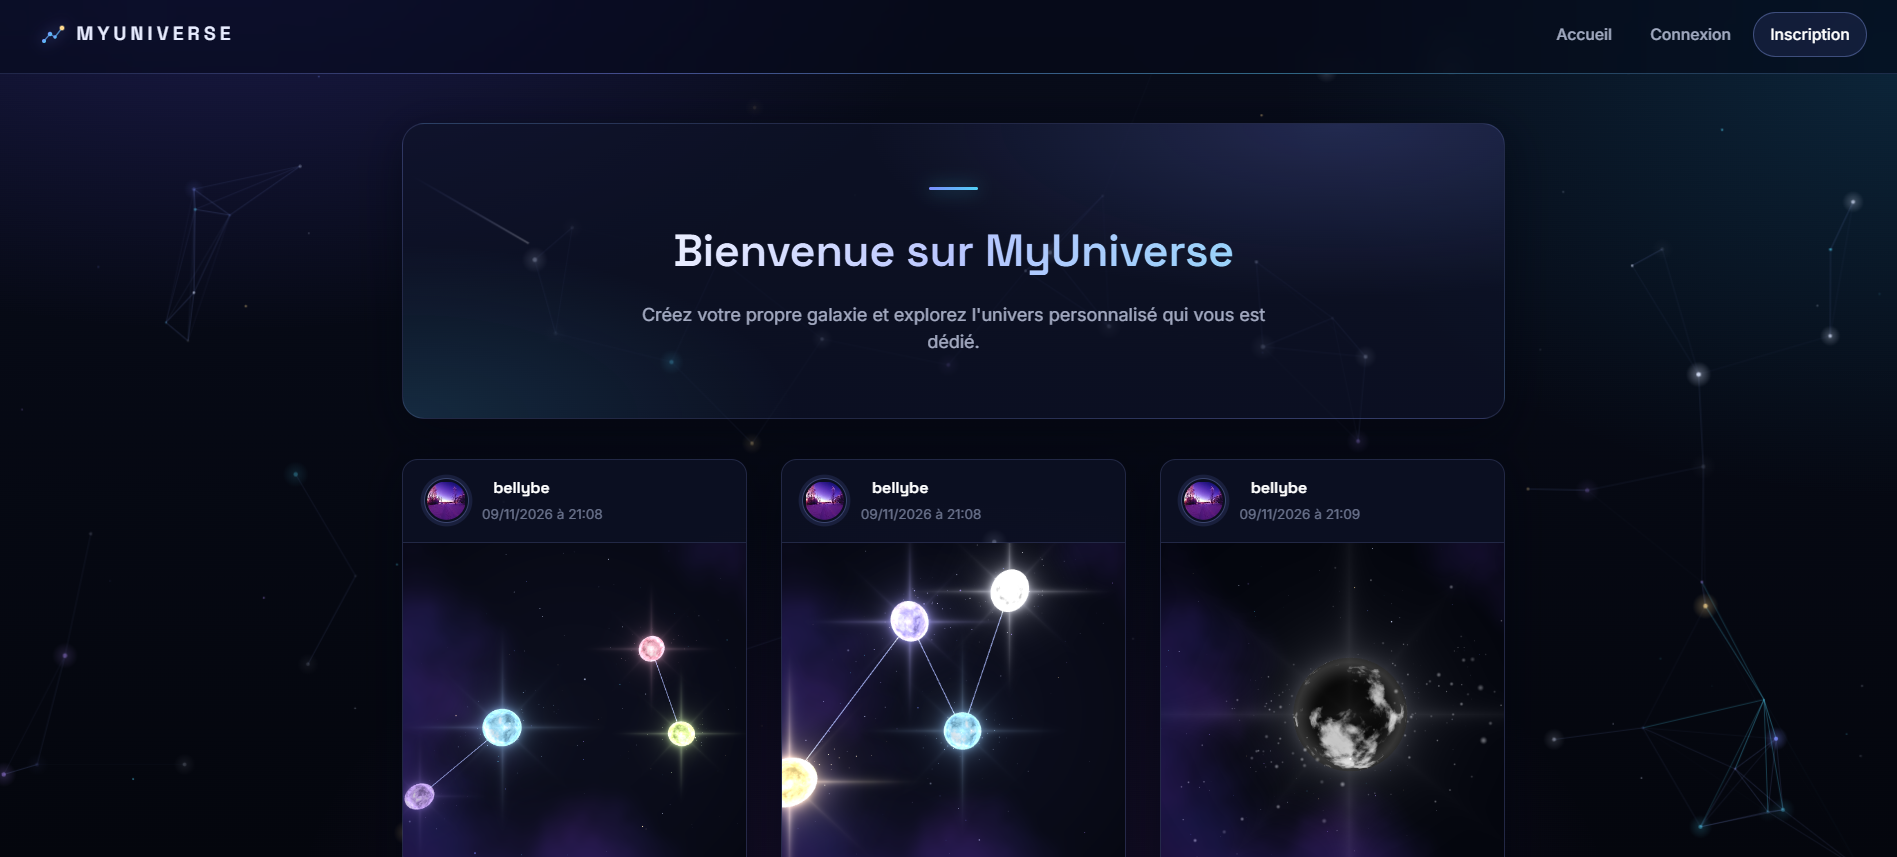 MYUNIVERSE
Accueil
Connexion
Inscription
Bienvenue sur MyUniverse
Créez votre propre galaxie et explorez l'univers personnalisé qui vous est
dédié.
bellybe
09/11/2026 à 21:08
bellybe
09/11/2026 à 21:08
bellybe
09/11/2026 à 21:09